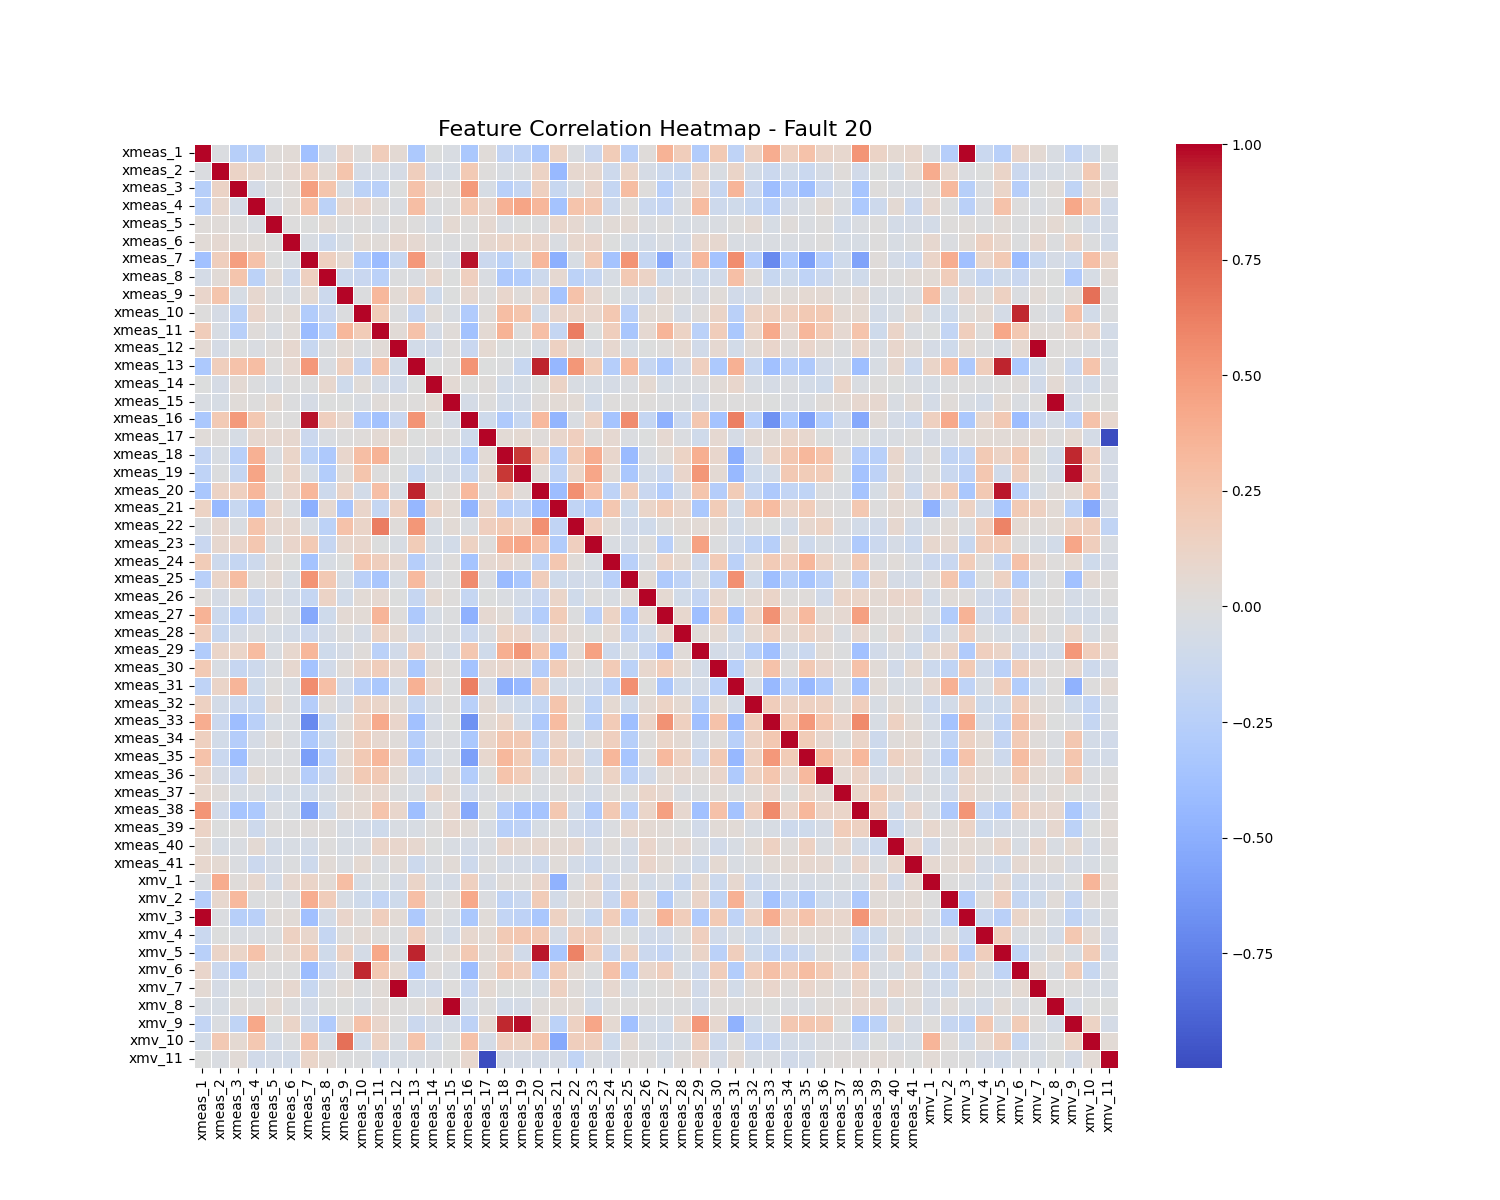 Feature Correlation Heatmap - Fault 20
xmeas_1
xmeas_2
xmeas_3
xmeas_4
xmeas_5
xmeas_6
xmeas_7
xmeas_8
xmeas_9
xmeas_10
xmeas_11
xmeas_12
xmeas_13
xmeas_14
xmeas_15
xmeas_16
xmeas_17
xmeas_18
xmeas_19
xmeas_20
xmeas_21
xmeas_22
xmeas_23
xmeas_24
xmeas_25
xmeas_26
xmeas_27
xmeas_28
xmeas_29
xmeas_30
xmeas_31
xmeas_32
xmeas_33
xmeas_34
xmeas_35
xmeas_36
xmeas_37
xmeas_38
xmeas_39
xmeas_40
xmeas_41
xmv_1
xmv_2
xmv_3
xmv_4
xmv_5
xmv_6
xmv_7
xmv_8
xmv_9
xmv_10
xmv_11
xmeas_1
xmeas_2
xmeas_3
xmeas_4
xmeas_5
xmeas_6
xmeas_7
xmeas_8
xmeas_9
xmeas_10
xmeas_11
xmeas_12
xmeas_13
xmeas_14
xmeas_15
xmeas_16
xmeas_17
xmeas_18
xmeas_19
xmeas_20
xmeas_21
xmeas_22
xmeas_23
xmeas_24
xmeas_25
xmeas_26
xmeas_27
xmeas_28
xmeas_29
xmeas_30
xmeas_31
xmeas_32
xmeas_33
xmeas_34
xmeas_35
xmeas_36
xmeas_37
xmeas_38
xmeas_39
xmeas_40
xmeas_41
xmv_1
xmv_2
xmv_3
xmv_4
xmv_5
xmv_6
xmv_7
xmv_8
xmv_9
xmv_10
xmv_11
1.00
0.75
0.50
0.25
0.00
−0.25
−0.50
−0.75